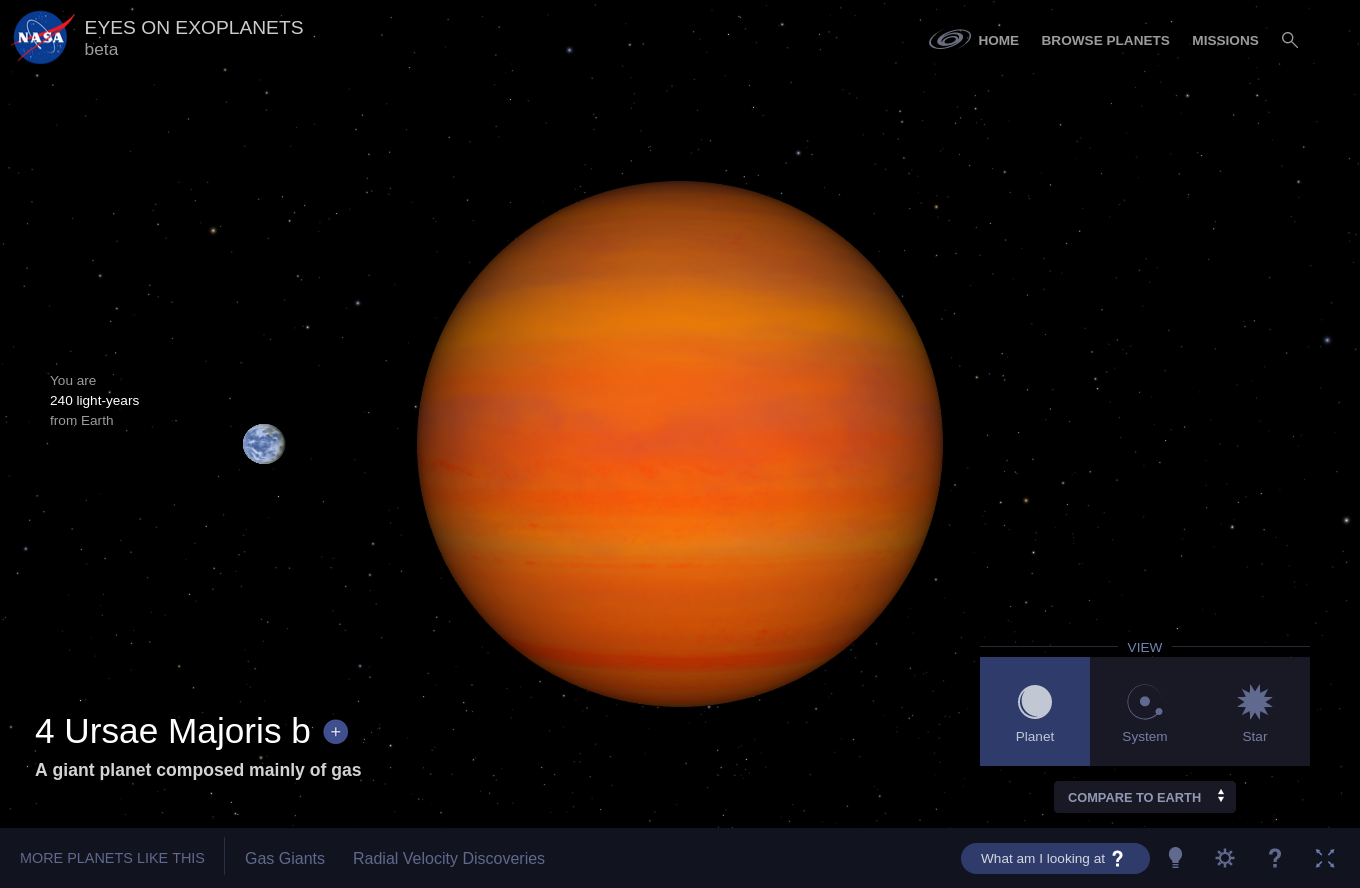 NASA
EYES ON EXOPLANETS
beta
HOME
BROWSE PLANETS
MISSIONS
You are
240 light-years
from Earth
VIEW
Planet
System
Star
4 Ursae Majoris b +
A giant planet composed mainly of gas
COMPARE TO EARTH
MORE PLANETS LIKE THIS
Gas Giants
Radial Velocity Discoveries
What am I looking at ?
?